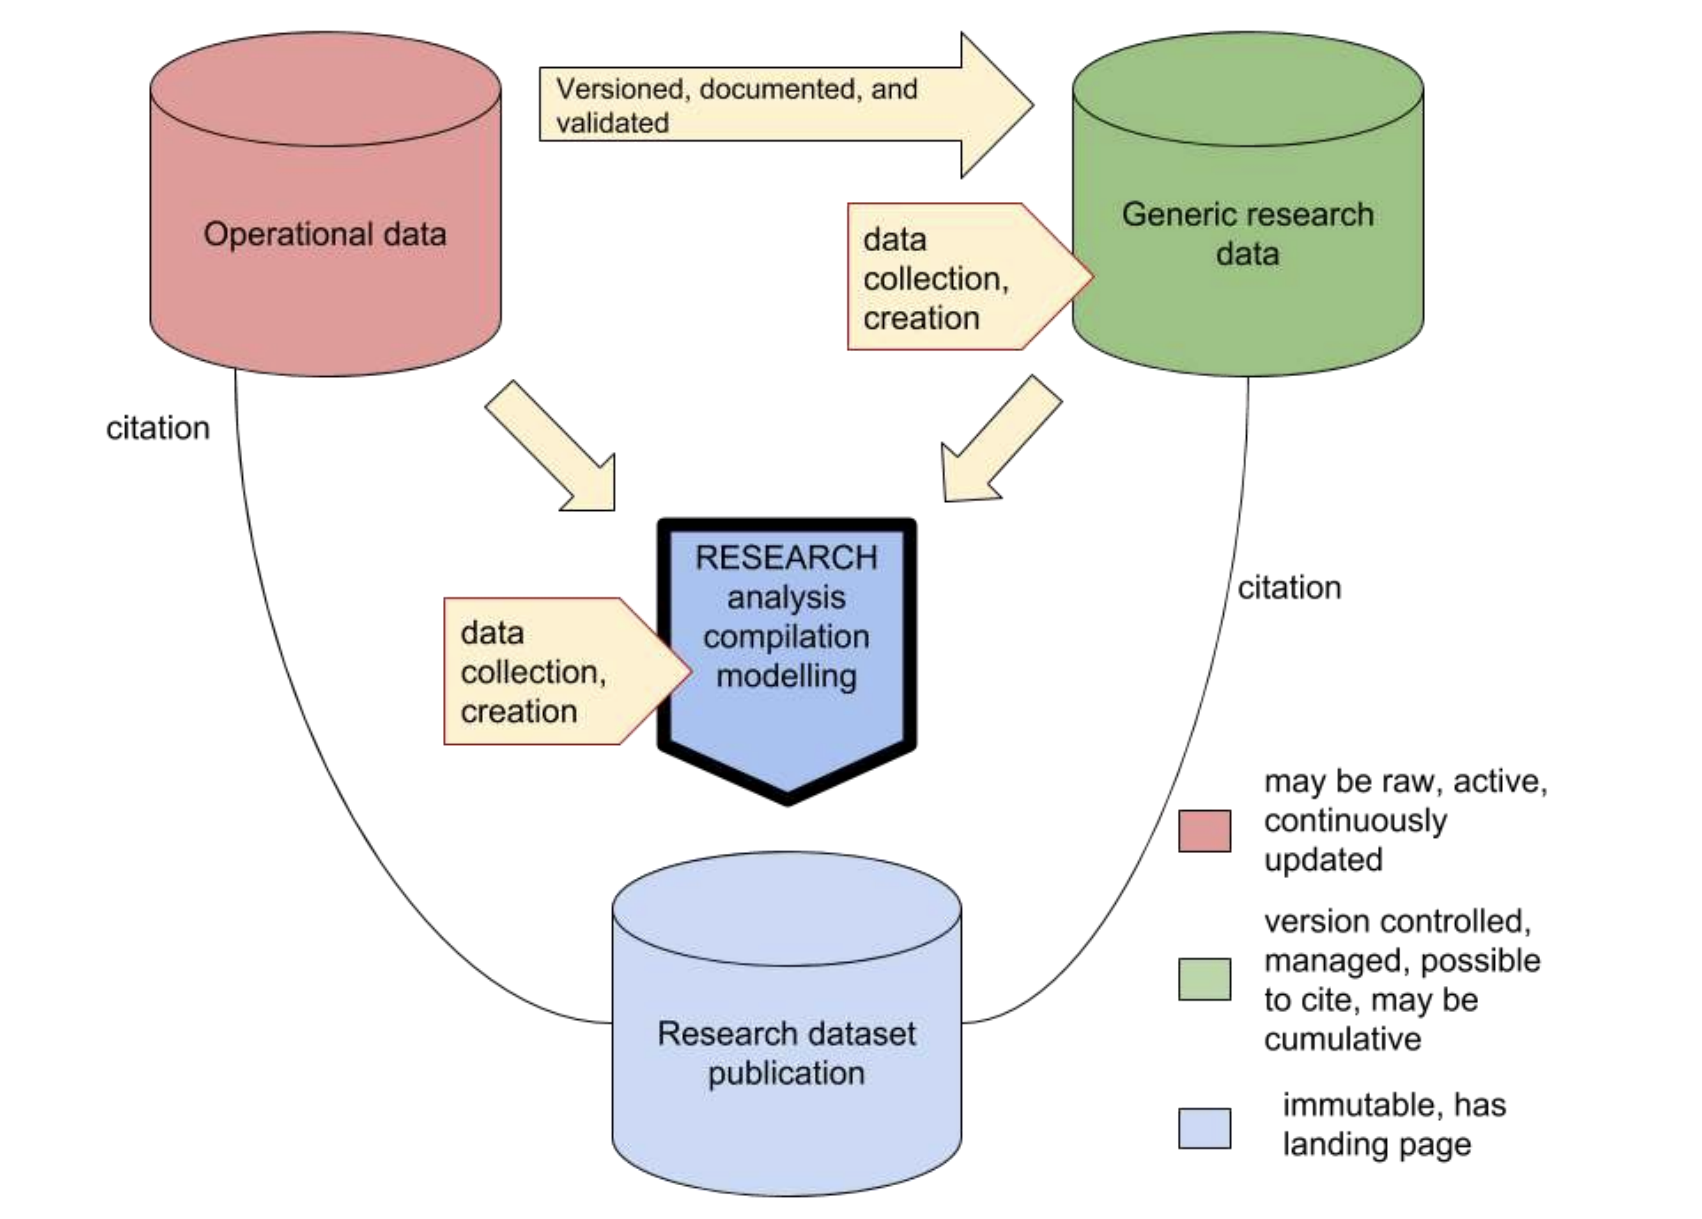 Versioned, documented, and
validated
Operational data
Generic research
data
data
collection,
creation
citation
RESEARCH
analysis
compilation
modelling
citation
data
collection,
creation
Research dataset
publication
may be raw, active,
continuously
updated
version controlled,
managed, possible
to cite, may be
cumulative
immutable, has
landing page